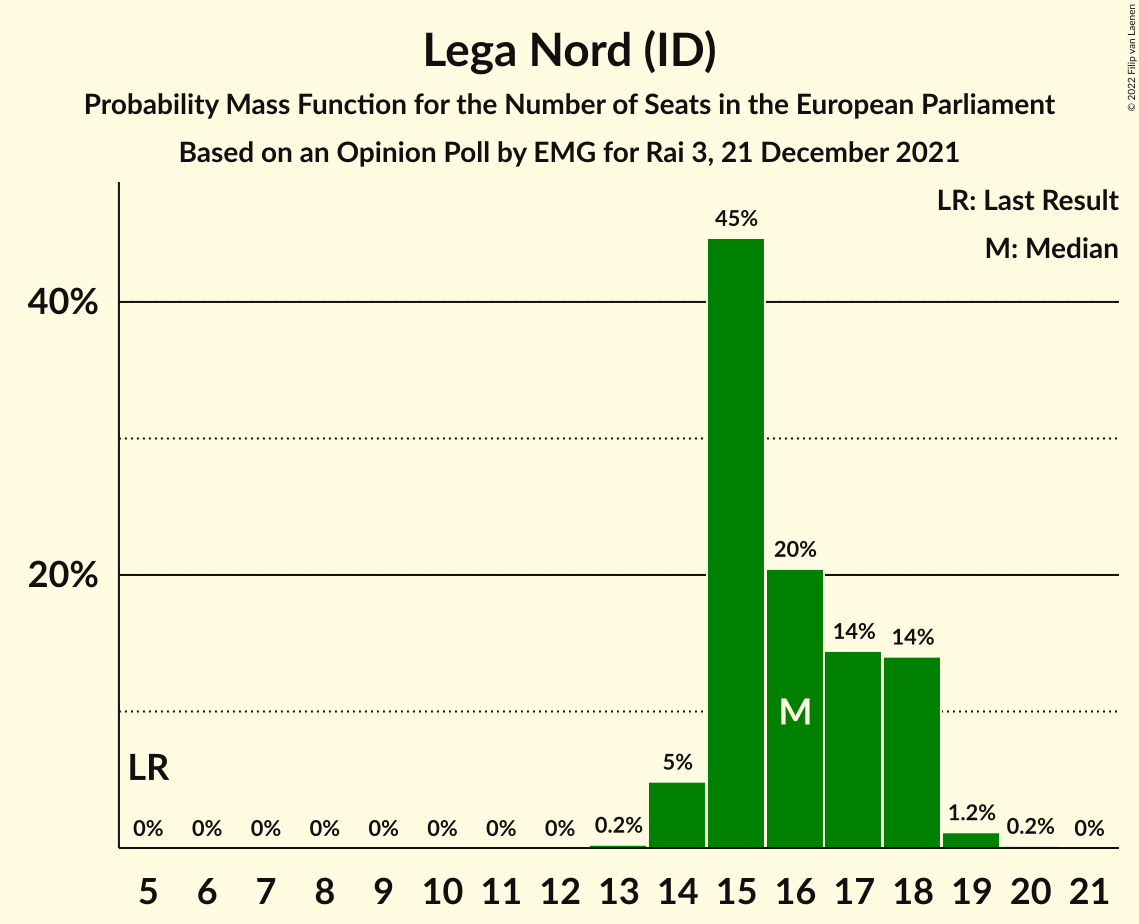 Lega Nord (ID)
Probability Mass Function for the Number of Seats in the European Parliament
Based on an Opinion Poll by EMG for Rai 3, 21 December 2021
© 2022 Filip van Laenen
LR: Last Result
M: Median
45%
40%
20%
20%
14%
14%
M
LR
5%
0% 0% 0% 0% 0% 0% 0% 0% 0.2% 1.2% 0.2% 0%
5 6 7 8 9 10 11 12 13 14 15 16 17 18 19 20 21